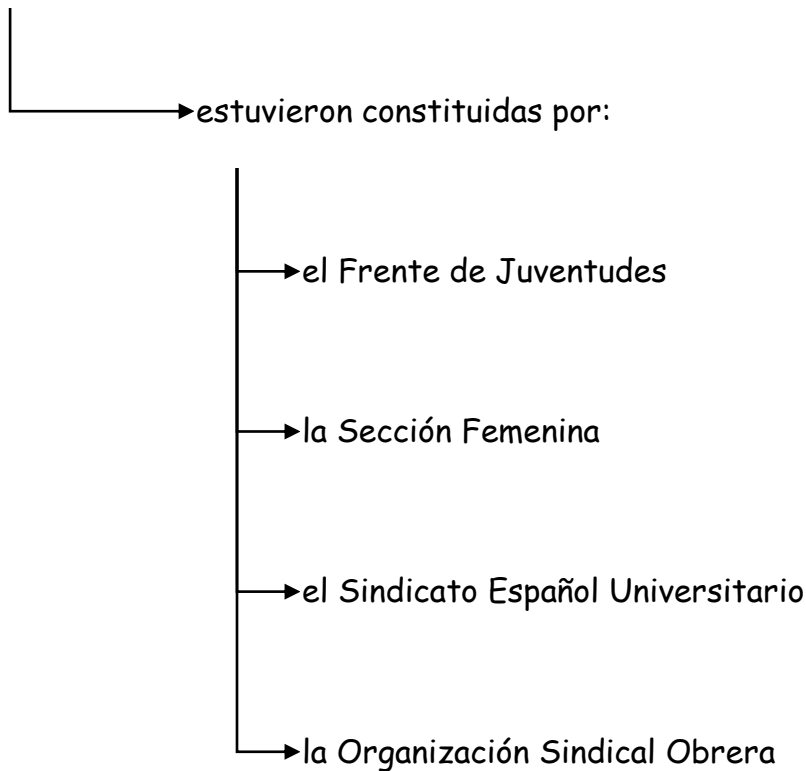 estuvieron constituidas por:
el Frente de Juventudes
la Sección Femenina
el Sindicato Español Universitario
la Organización Sindical Obrera